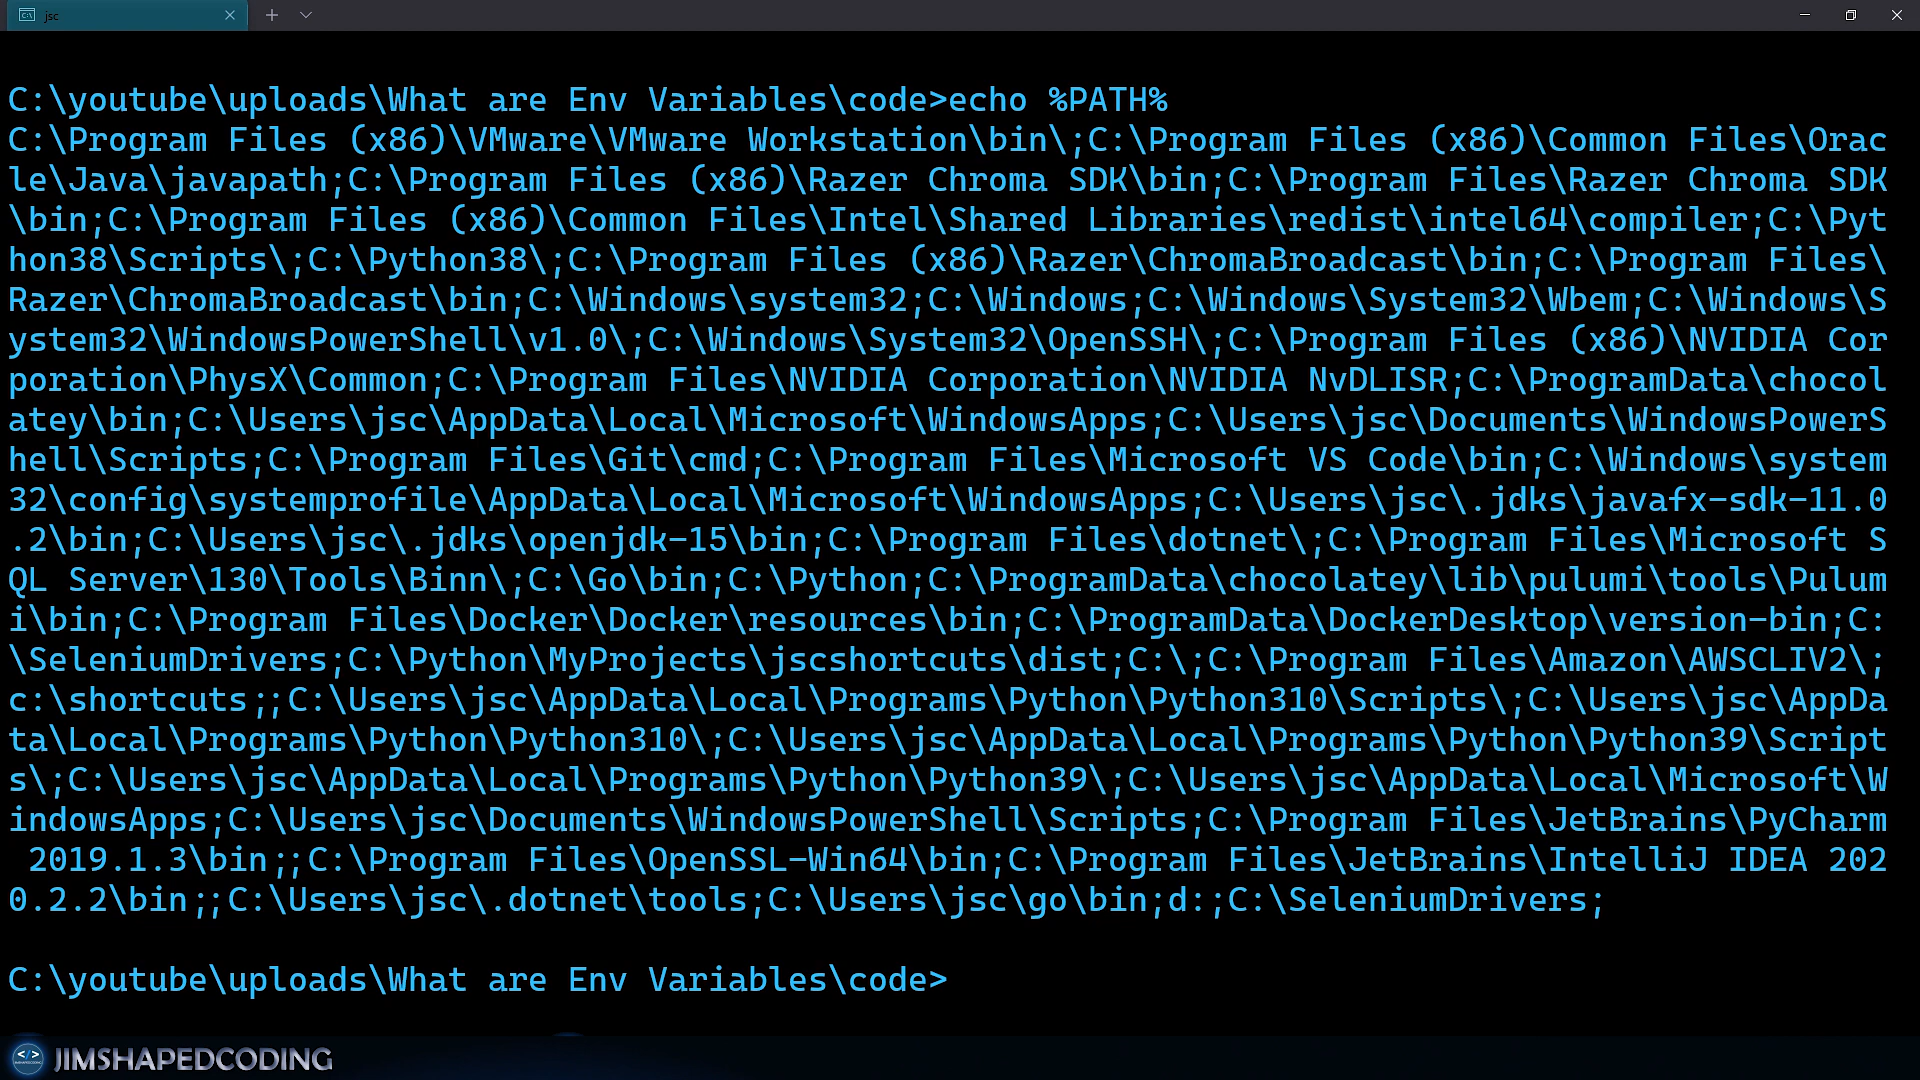 jsc
C:\youtube\uploads\What are Env Variables\code>echo %PATH%
C:\Program Files (x86)\VMware\VMware Workstation\bin\;C:\Program Files (x86)\Common Files\Orac
le\Java\javapath;C:\Program Files (x86)\Razer Chroma SDK\bin;C:\Program Files\Razer Chroma SDK
\bin;C:\Program Files (x86)\Common Files\Intel\Shared Libraries\redist\intel64\compiler;C:\Pyt
hon38\Scripts\;C:\Python38\;C:\Program Files (x86)\Razer\ChromaBroadcast\bin;C:\Program Files\
Razer\ChromaBroadcast\bin;C:\Windows\system32;C:\Windows;C:\Windows\System32\Wbem;C:\Windows\S
ystem32\WindowsPowerShell\v1.0\;C:\Windows\System32\OpenSSH\;C:\Program Files (x86)\NVIDIA Cor
poration\PhysX\Common;C:\Program Files\NVIDIA Corporation\NVIDIA NvDLISR;C:\ProgramData\chocol
atey\bin;C:\Users\jsc\AppData\Local\Microsoft\WindowsApps;C:\Users\jsc\Documents\WindowsPowerS
hell\Scripts;C:\Program Files\Git\cmd;C:\Program Files\Microsoft VS Code\bin;C:\Windows\system
32\config\systemprofile\AppData\Local\Microsoft\WindowsApps;C:\Users\jsc\.jdks\javafx-sdk-11.0
.2\bin;C:\Users\jsc\.jdks\openjdk-15\bin;C:\Program Files\dotnet\;C:\Program Files\Microsoft S
QL Server\130\Tools\Binn\;C:\Go\bin;C:\Python;C:\ProgramData\chocolatey\lib\pulumi\tools\Pulum
i\bin;C:\Program Files\Docker\Docker\resources\bin;C:\ProgramData\DockerDesktop\version-bin;C:
\SeleniumDrivers;C:\Python\MyProjects\jscshortcuts\dist;C:\;C:\Program Files\Amazon\AWSCLIV2\;
c:\shortcuts;;C:\Users\jsc\AppData\Local\Programs\Python\Python310\Scripts\;C:\Users\jsc\AppDa
ta\Local\Programs\Python\Python310\;C:\Users\jsc\AppData\Local\Programs\Python\Python39\Script
s\;C:\Users\jsc\AppData\Local\Programs\Python\Python39\;C:\Users\jsc\AppData\Local\Microsoft\W
indowsApps;C:\Users\jsc\Documents\WindowsPowerShell\Scripts;C:\Program Files\JetBrains\PyCharm
 2019.1.3\bin;;C:\Program Files\OpenSSL-Win64\bin;C:\Program Files\JetBrains\IntelliJ IDEA 202
0.2.2\bin;;C:\Users\jsc\.dotnet\tools;C:\Users\jsc\go\bin;d:;C:\SeleniumDrivers;
C:\youtube\uploads\What are Env Variables\code>
JIMSHAPEDCODING